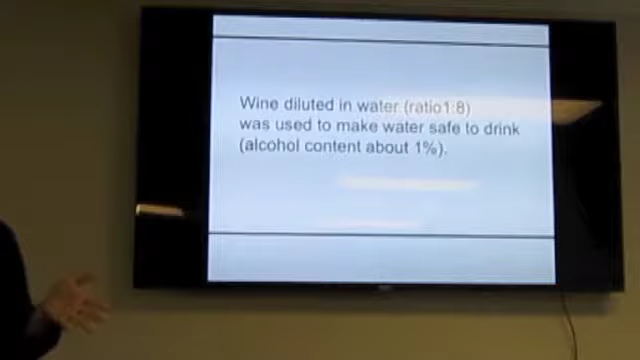 Wine diluted in water (ratio1:8)
was used to make water safe to drink
(alcohol content about 1%).